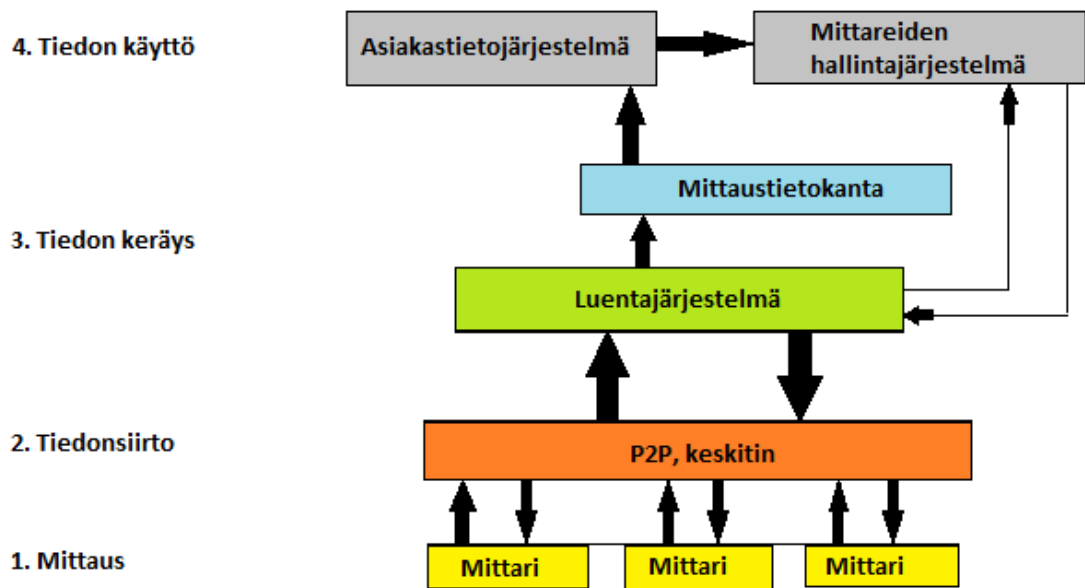 4. Tiedon käyttö
Asiakastietojärjestelmä
Mittareiden
hallintajärjestelmä
Mittaustietokanta
3. Tiedon keräys
Luentajärjestelmä
2. Tiedonsiirto
P2P, keskitin
1. Mittaus
Mittari
Mittari
Mittari